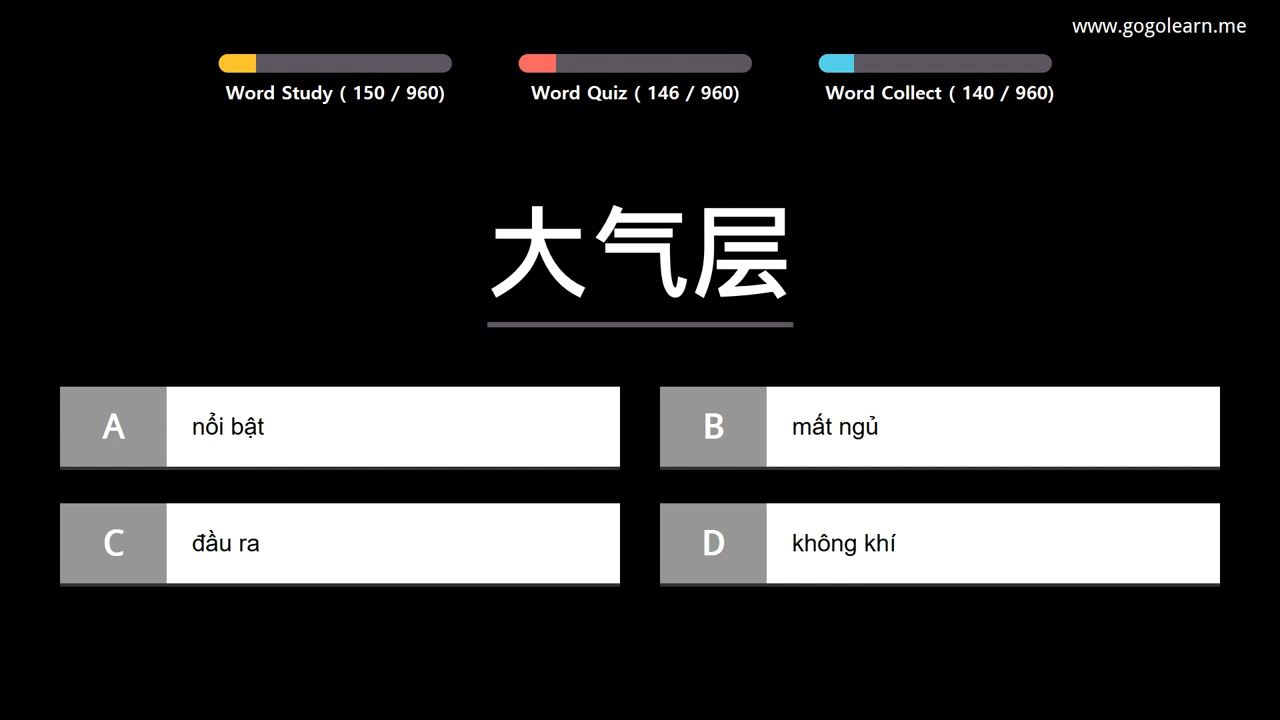 www.gogolearn.me
Word Study ( 150 / 960)
Word Quiz ( 146 / 960)
Word Collect ( 140 / 960)
大气层
A nổi bật
B mất ngủ
C đầu ra
D không khí